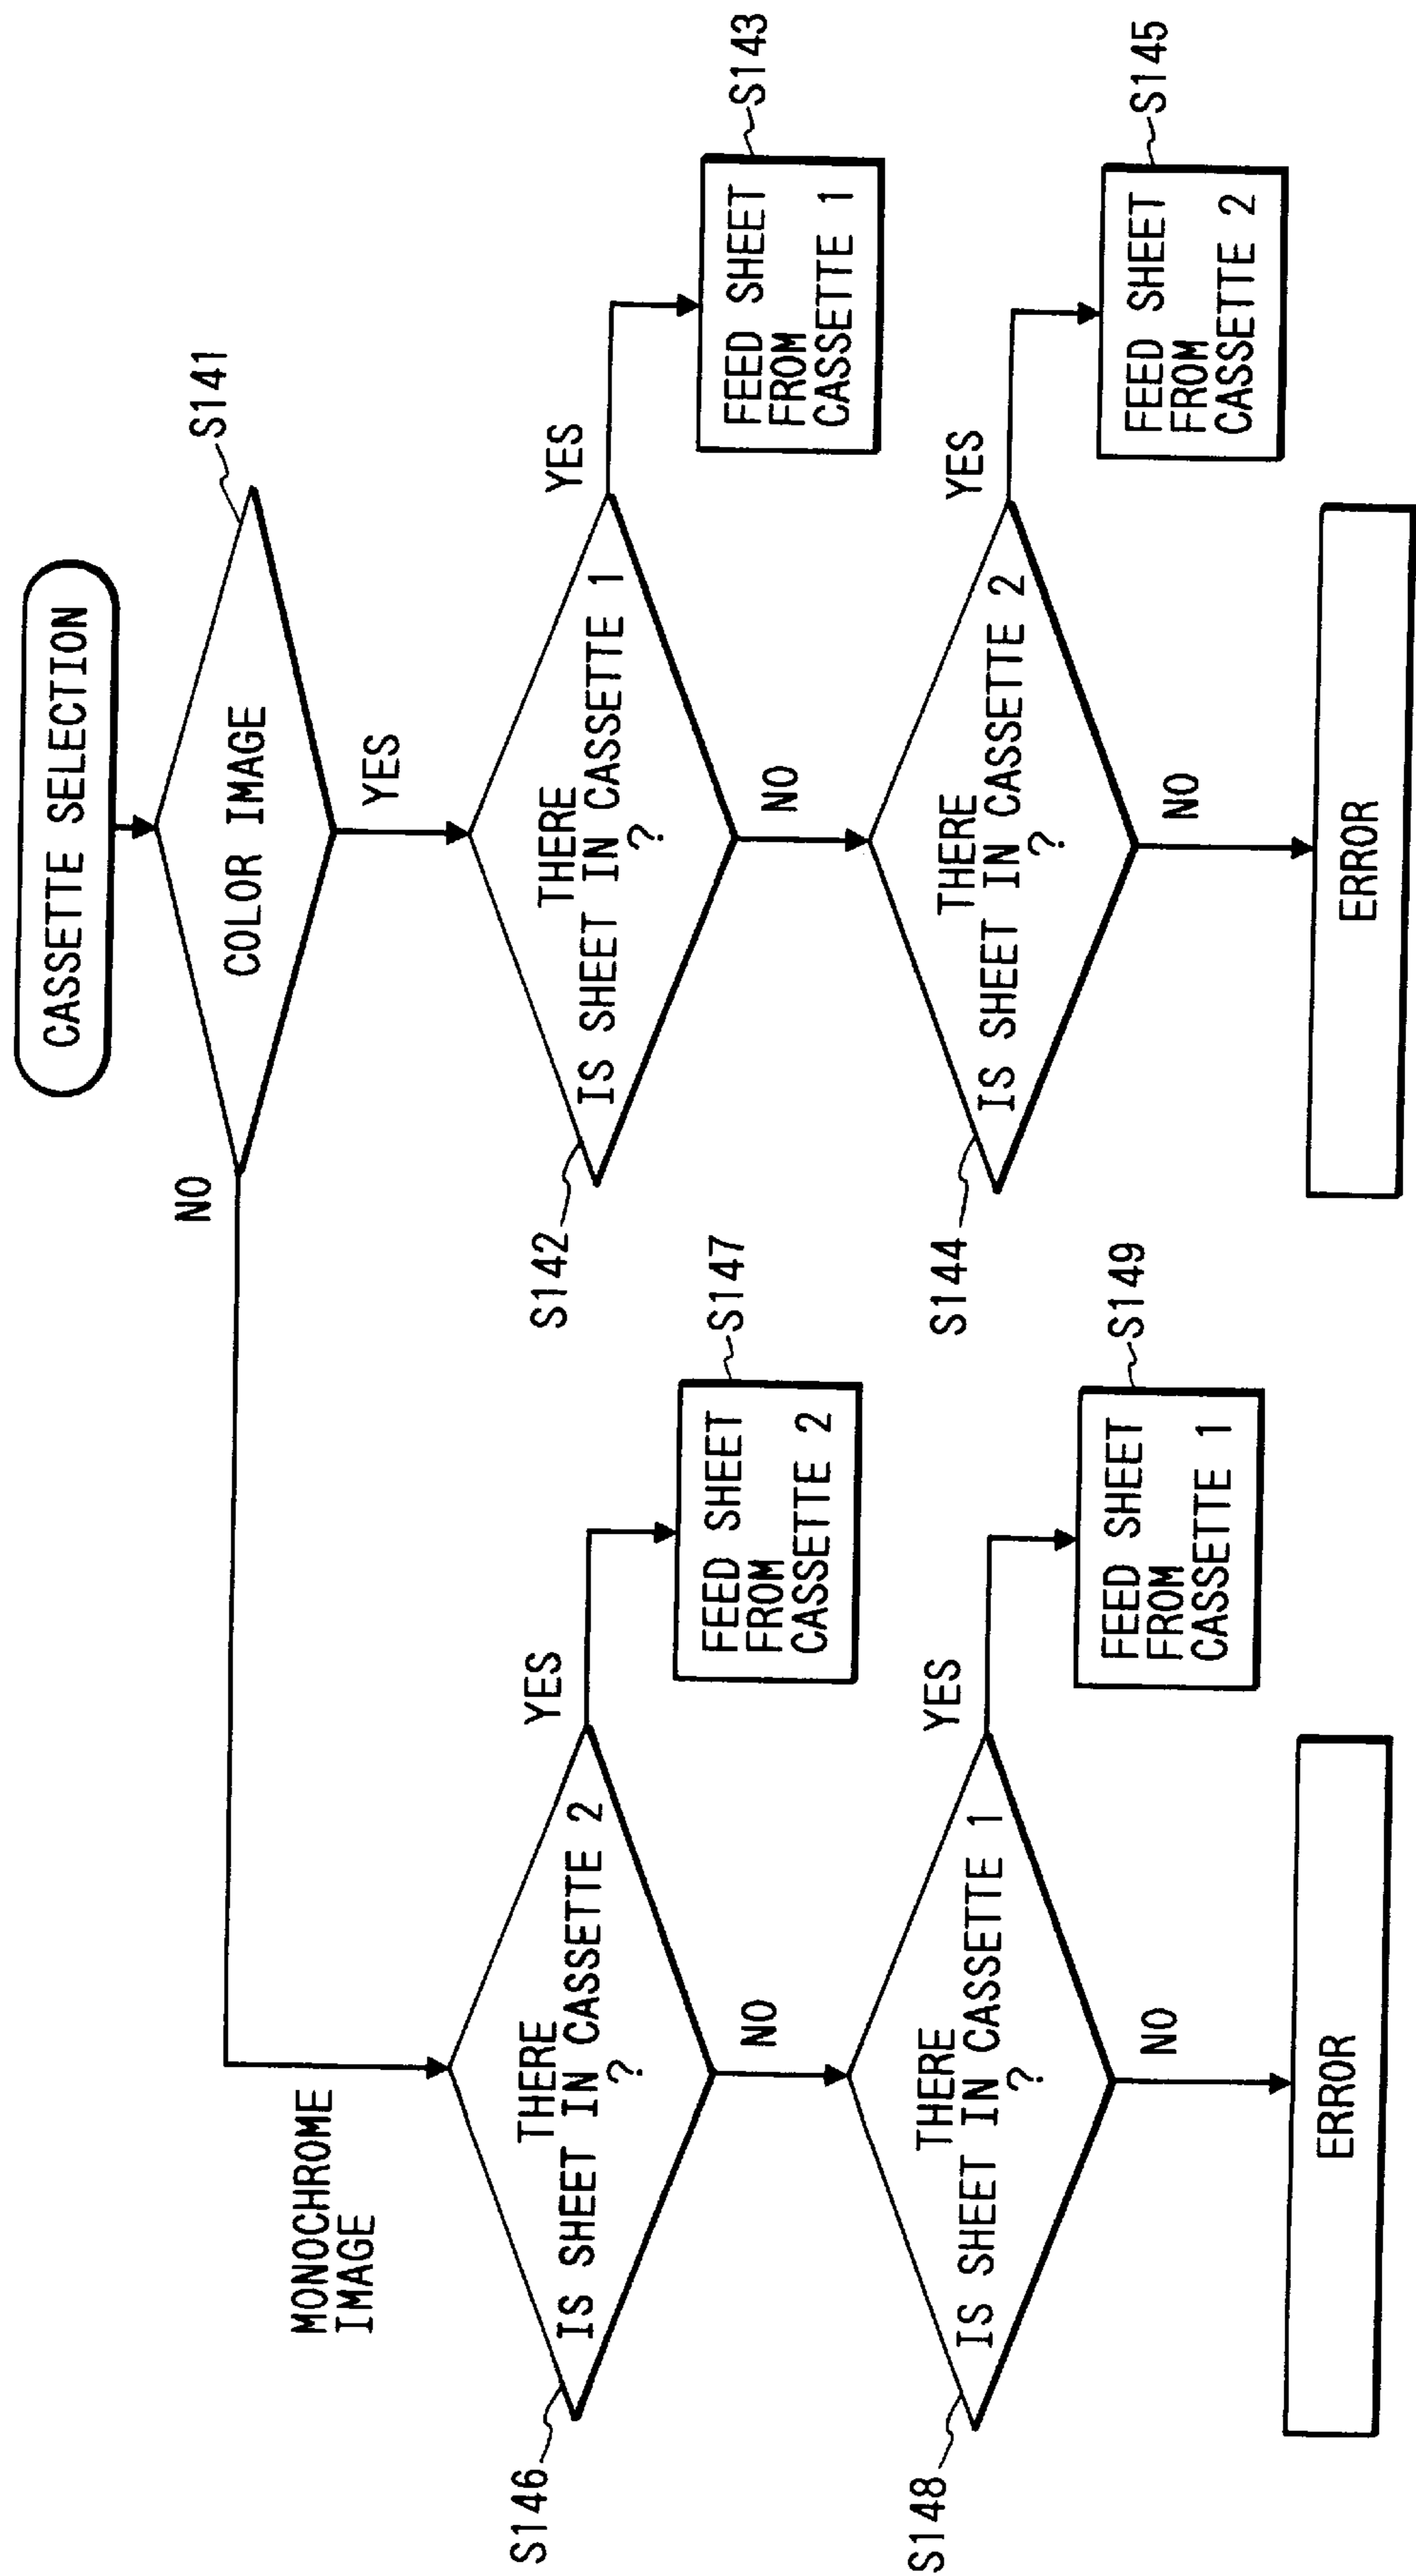 CASSETTE SELECTION
S141
COLOR IMAGE
NO
YES
MONOCHROME
IMAGE
S142
THERE
IS SHEET IN CASSETTE 1
?
YES
S143
FEED SHEET
FROM
CASSETTE 1
NO
S144
THERE
IS SHEET IN CASSETTE 2
?
YES
S145
FEED SHEET
FROM
CASSETTE 2
NO
ERROR
S146
THERE
IS SHEET IN CASSETTE 2
?
YES
S147
FEED SHEET
FROM
CASSETTE 2
NO
S148
THERE
IS SHEET IN CASSETTE 1
?
YES
S149
FEED SHEET
FROM
CASSETTE 1
NO
ERROR